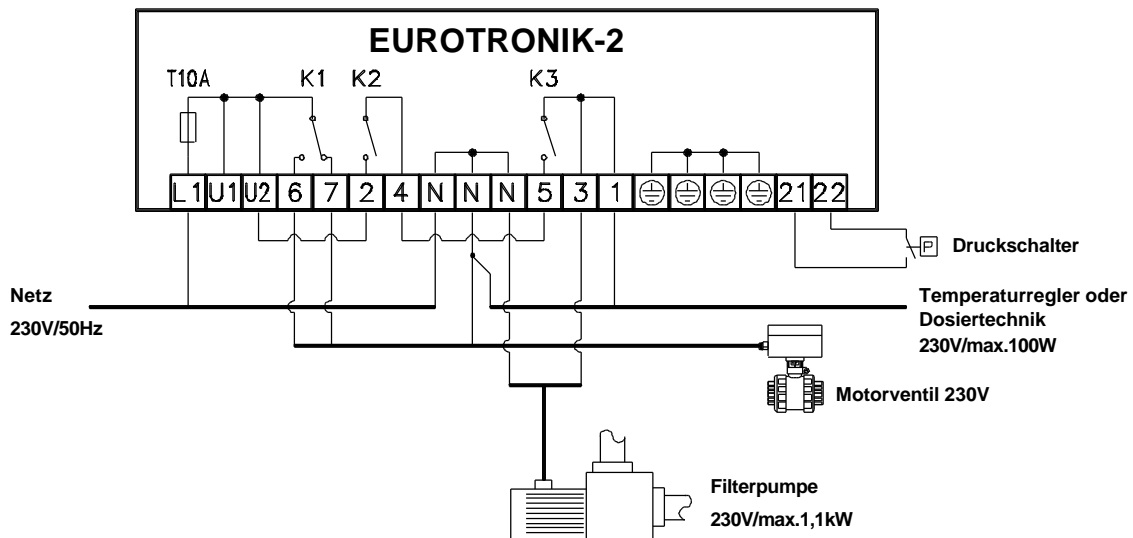 EUROTRONIK-2
T10A K1 K2 K3
L1 U1 U2 6 7 2 4 N N N 5 3 1 21 22
P Druckschalter
Netz
230V/50Hz
Temperaturregler oder
Dosiertechnik
230V/max.100W
Motorventil 230V
Filterpumpe
230V/max.1,1kW